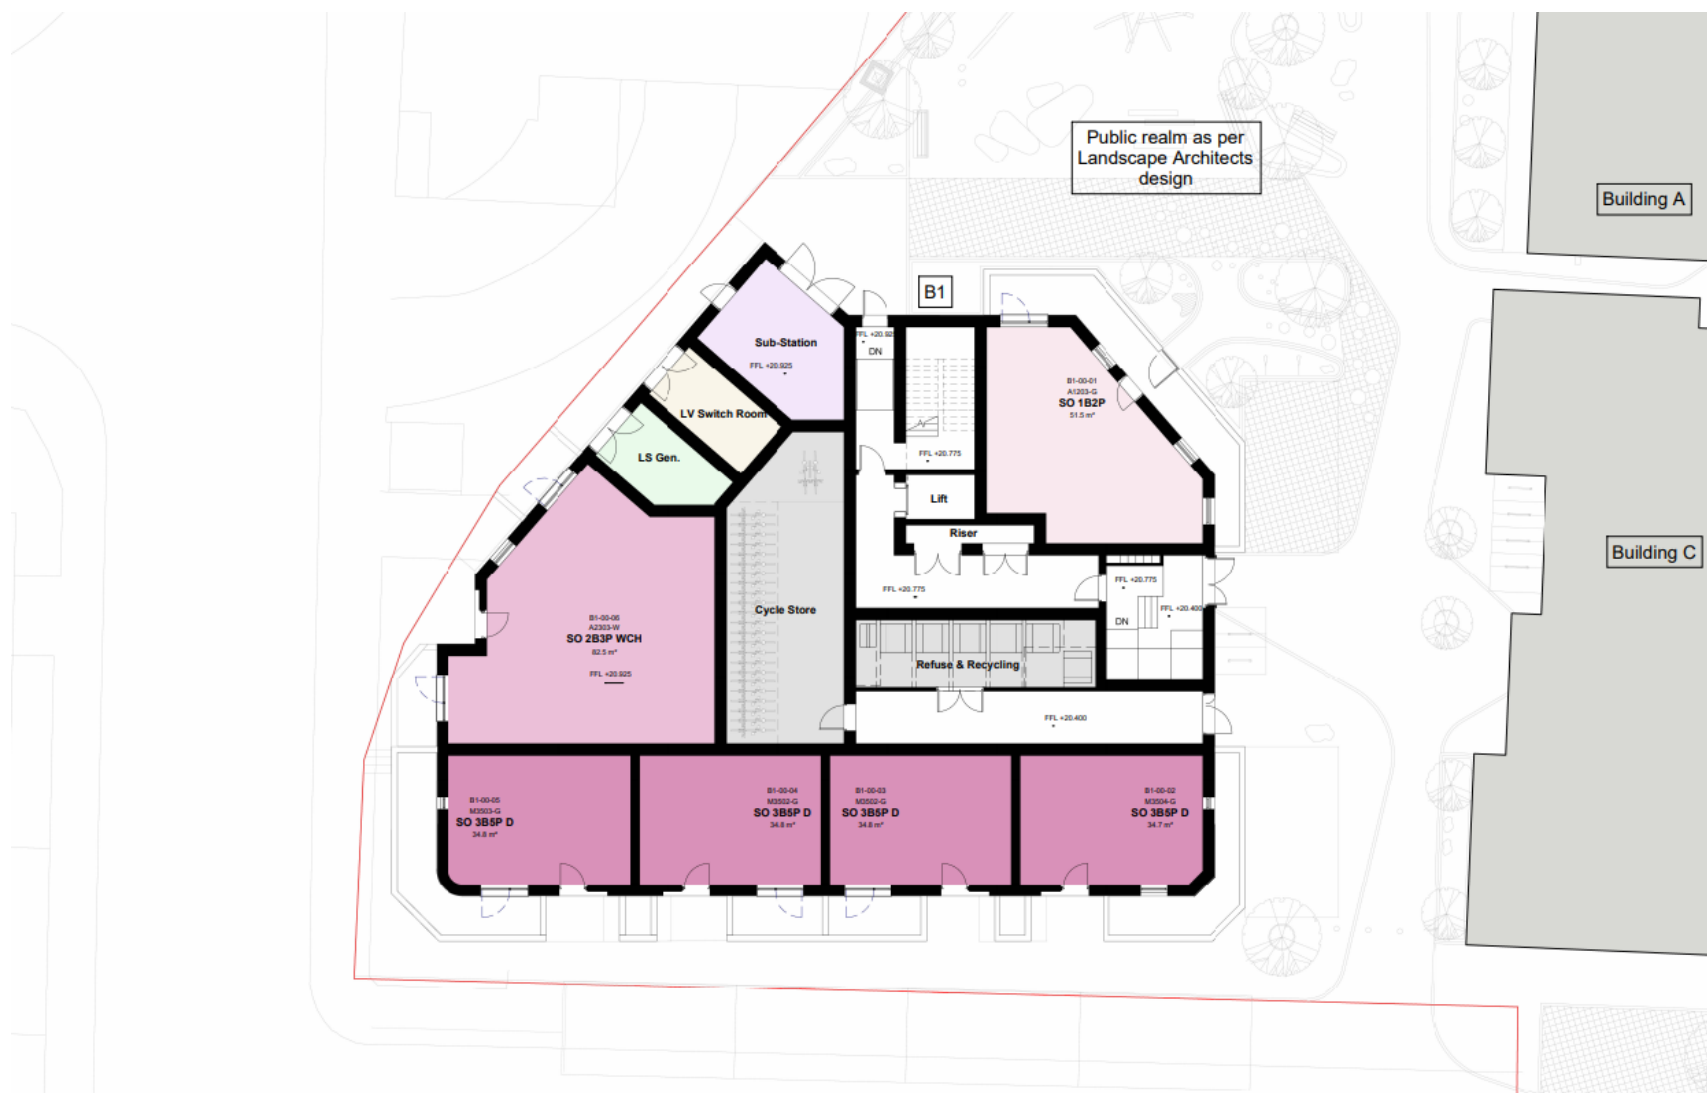 Public realm as per
Landscape Architects
design
Building A
B1
Sub-Station
FFL +20.925
FFL +20.925
DN
B1-00-01
A1203-G
SO 1B2P
51.5 m²
LV Switch Room
LS Gen.
FFL +20.775
Lift
Riser
Building C
FFL +20.775
FFL +20.775
FFL +20.400
DN
Cycle Store
B1-00-06
A2303-W
SO 2B3P WCH
82.5 m²
FFL +20.925
Refuse & Recycling
FFL +20.400
B1-00-05
M3503-G
SO 3B5P D
34.8 m²
B1-00-04
M3502-G
SO 3B5P D
34.8 m²
B1-00-03
M3502-G
SO 3B5P D
34.8 m²
B1-00-02
M3504-G
SO 3B5P D
34.7 m²